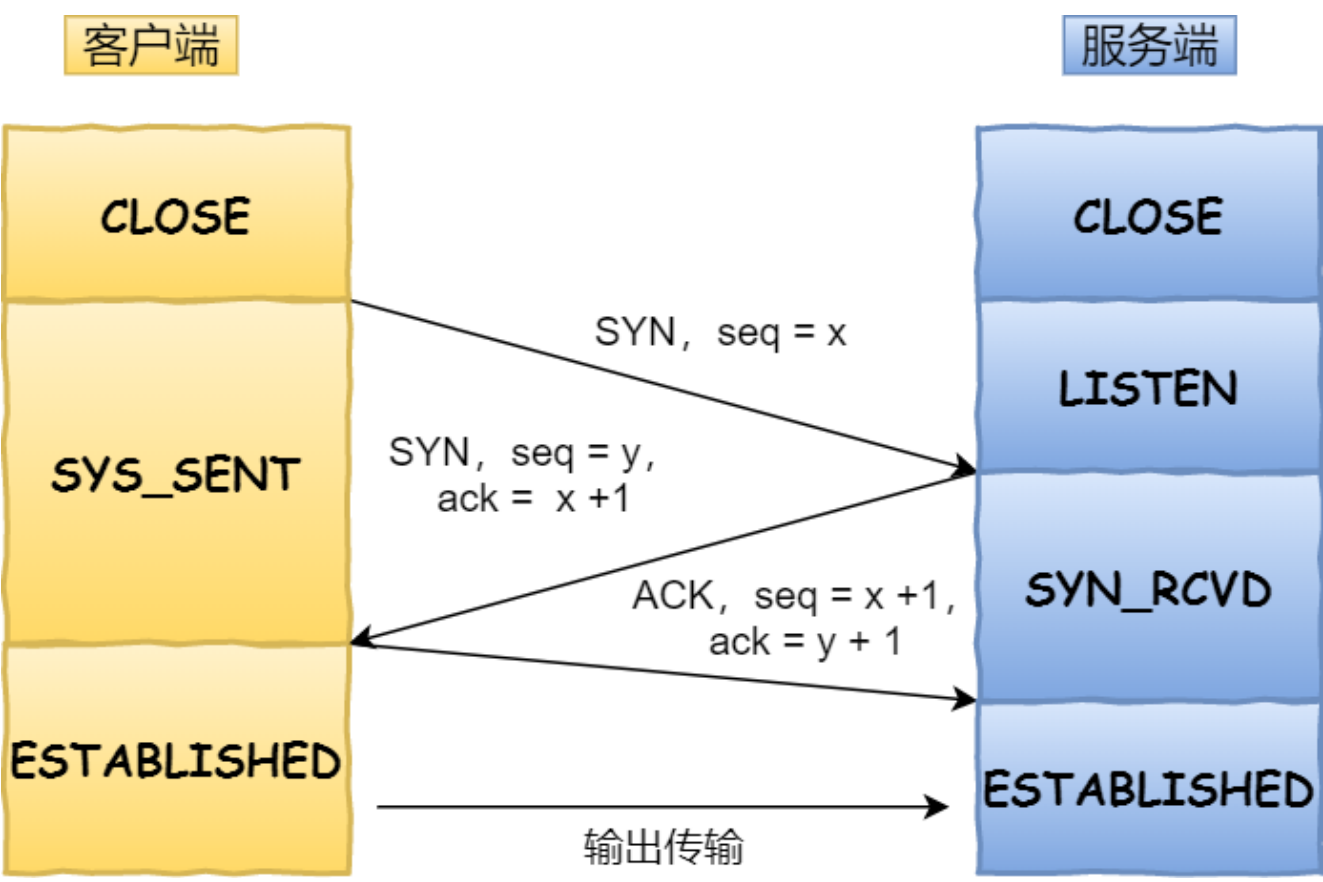 客户端
服务端
CLOSE
CLOSE
SYN，seq = x
LISTEN
SYN，seq = y,
ack = x +1
SYS_SENT
ACK，seq = x +1,
ack = y + 1
SYN_RCVD
ESTABLISHED
ESTABLISHED
输出传输